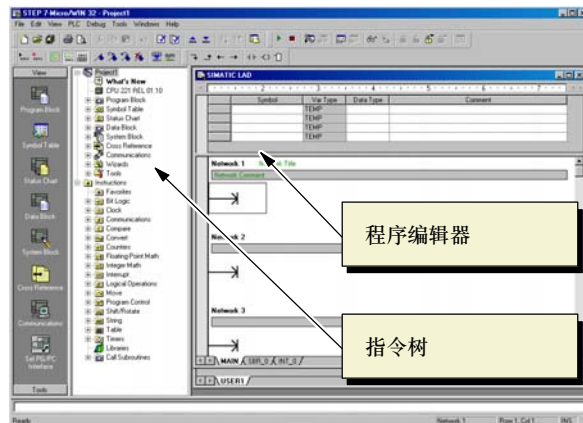 STEP 7-Micro/WIN 32 - Project1
File Edit View PLC Debug Tools Windows Help
View
Program Block
Symbol Table
Status Chart
Data Block
System Block
Cross Reference
Communications
Set PG/PC
Interface
Tools
Project1
What's New
CPU 221 REL 01.10
Program Block
Symbol Table
Status Chart
Data Block
System Block
Cross Reference
Communications
Wizards
Tools
Instructions
Favorites
Bit Logic
Clock
Communications
Compare
Convert
Counters
Floating-Point Math
Integer Math
Interrupt
Logical Operations
Move
Program Control
Shift/Rotate
String
Table
Timers
Libraries
Call Subroutines
SIMATIC LAD
Symbol Var Type Data Type Comment
TEMP
TEMP
TEMP
TEMP
Network 1
Title
Network Comment
Network 2
Network 3
MAIN SBR_0 INT_0
USER1
程序编辑器
指令树
Ready
Network 1 Row 1, Col 1 INS